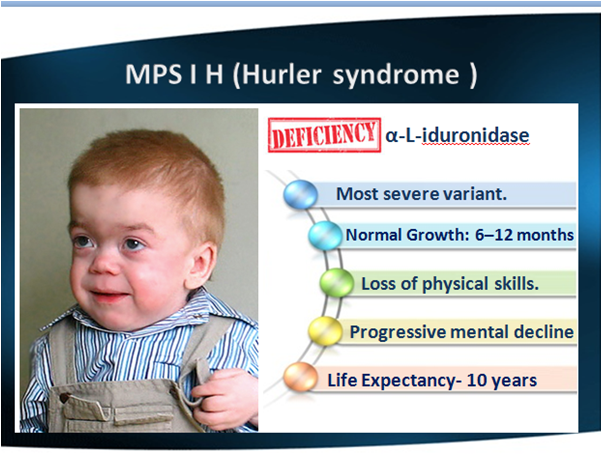 MPS I H (Hurler syndrome )
DEFICIENCY α-L-iduronidase
Most severe variant.
Normal Growth: 6–12 months
Loss of physical skills.
Progressive mental decline
Life Expectancy- 10 years